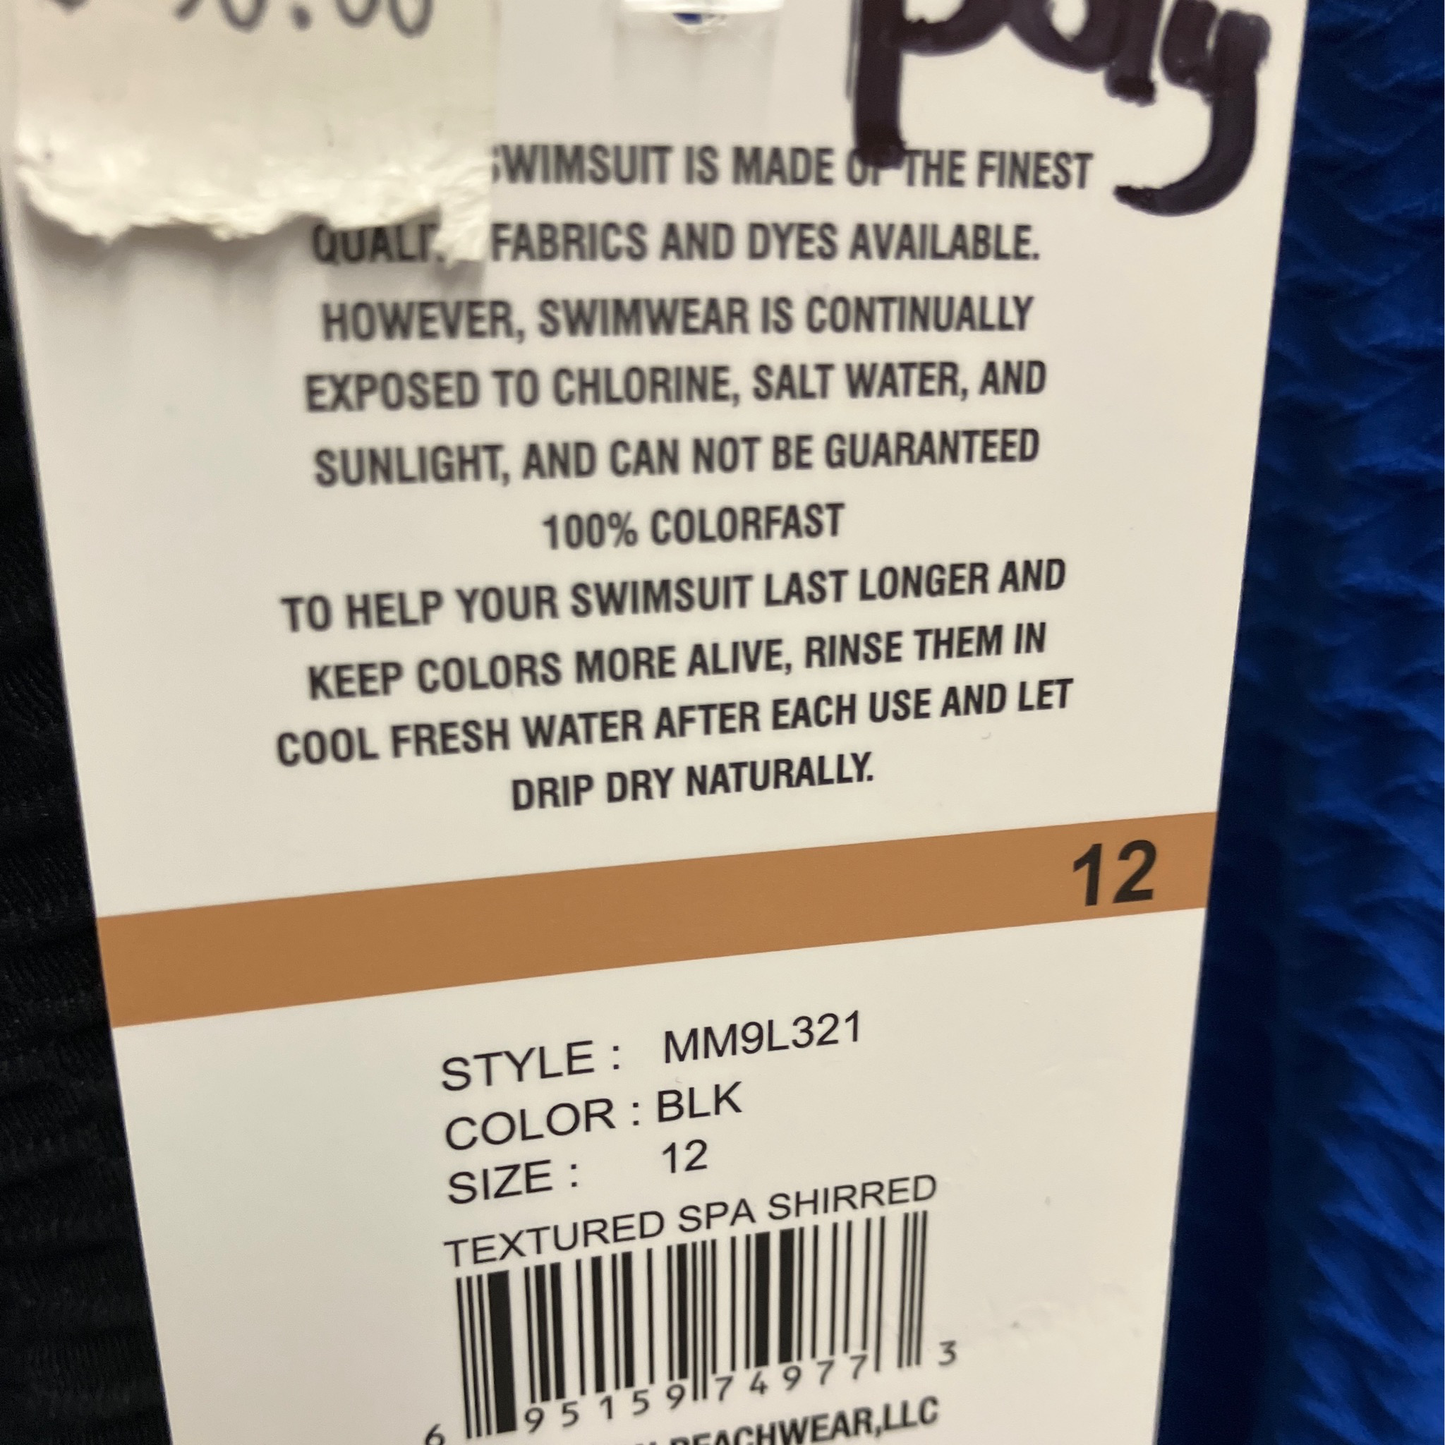 poly
SWIMSUIT IS MADE OF THE FINEST
FABRICS AND DYES AVAILABLE.
HOWEVER, SWIMWEAR IS CONTINUALLY
EXPOSED TO CHLORINE, SALT WATER, AND
SUNLIGHT, AND CAN NOT BE GUARANTEED
100% COLORFAST
TO HELP YOUR SWIMSUIT LAST LONGER AND
KEEP COLORS MORE ALIVE, RINSE THEM IN
COOL FRESH WATER AFTER EACH USE AND LET
DRIP DRY NATURALLY.
12
STYLE : MM9L321
COLOR : BLK
SIZE : 12
TEXTURED SPA SHIRRED
6 95159 74977 3
BEACHWEAR,LLC